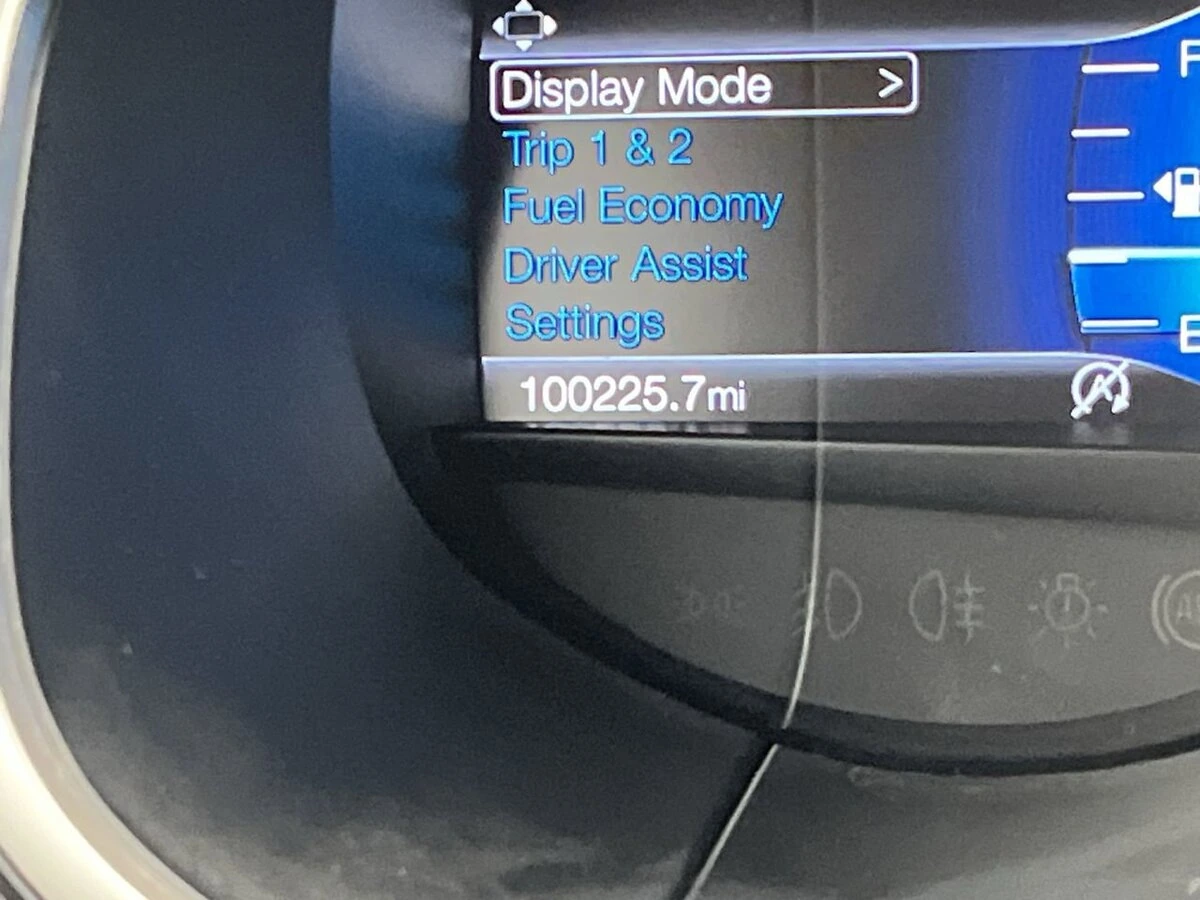 Display Mode >
F
Trip 1 & 2
Fuel Economy
Driver Assist
Settings
E
100225.7mi
A